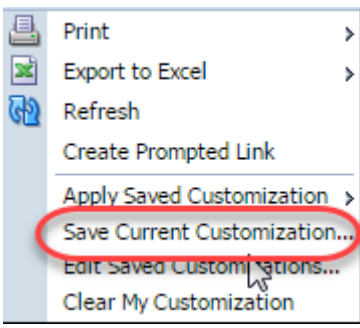 Print
Export to Excel
Refresh
Create Prompted Link
Apply Saved Customization
Save Current Customization...
Edit Saved Customizations...
Clear My Customization